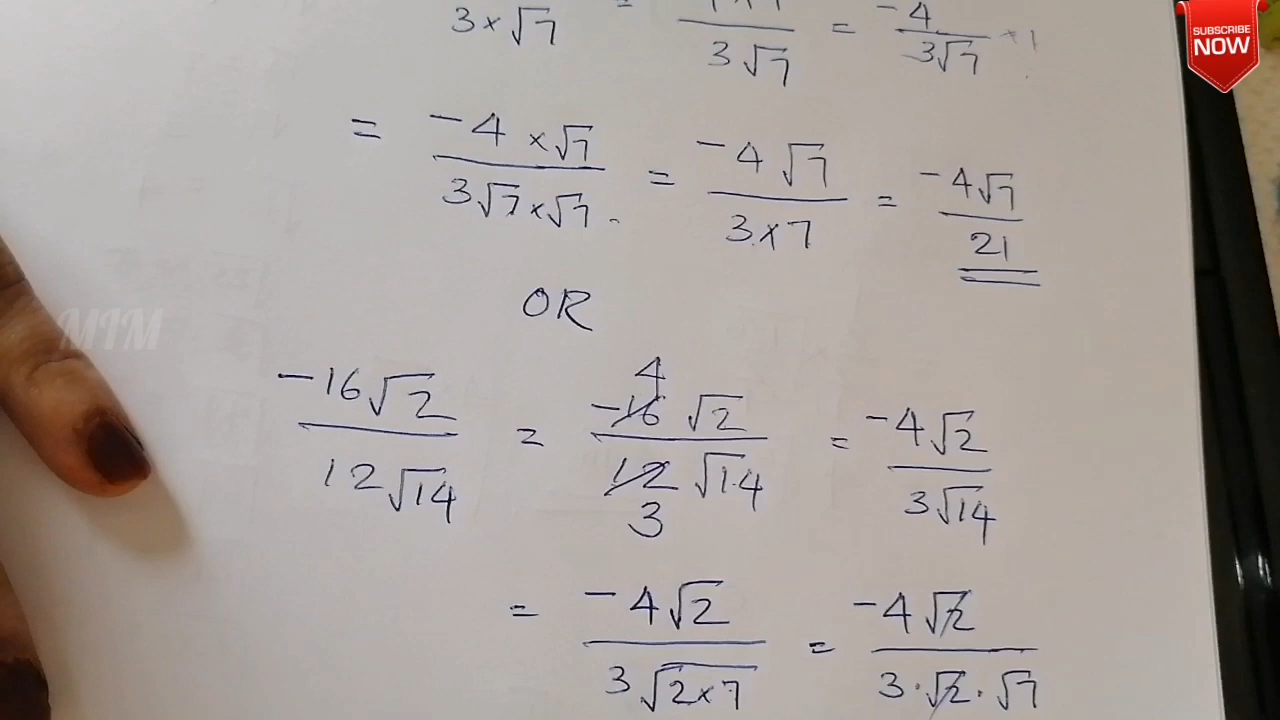 3×√7 = / 3√7 = -4/3√7 × 1
= -4×√7/3√7×√7 = -4√7/3×7 = -4√7/21
OR
-16√2/12√14 = 4 -16√2/12√14 3 = -4√2/3√14
= -4√2/3√2×7 = -4√2/3·√2·√7
SUBSCRIBE
NOW
MIM